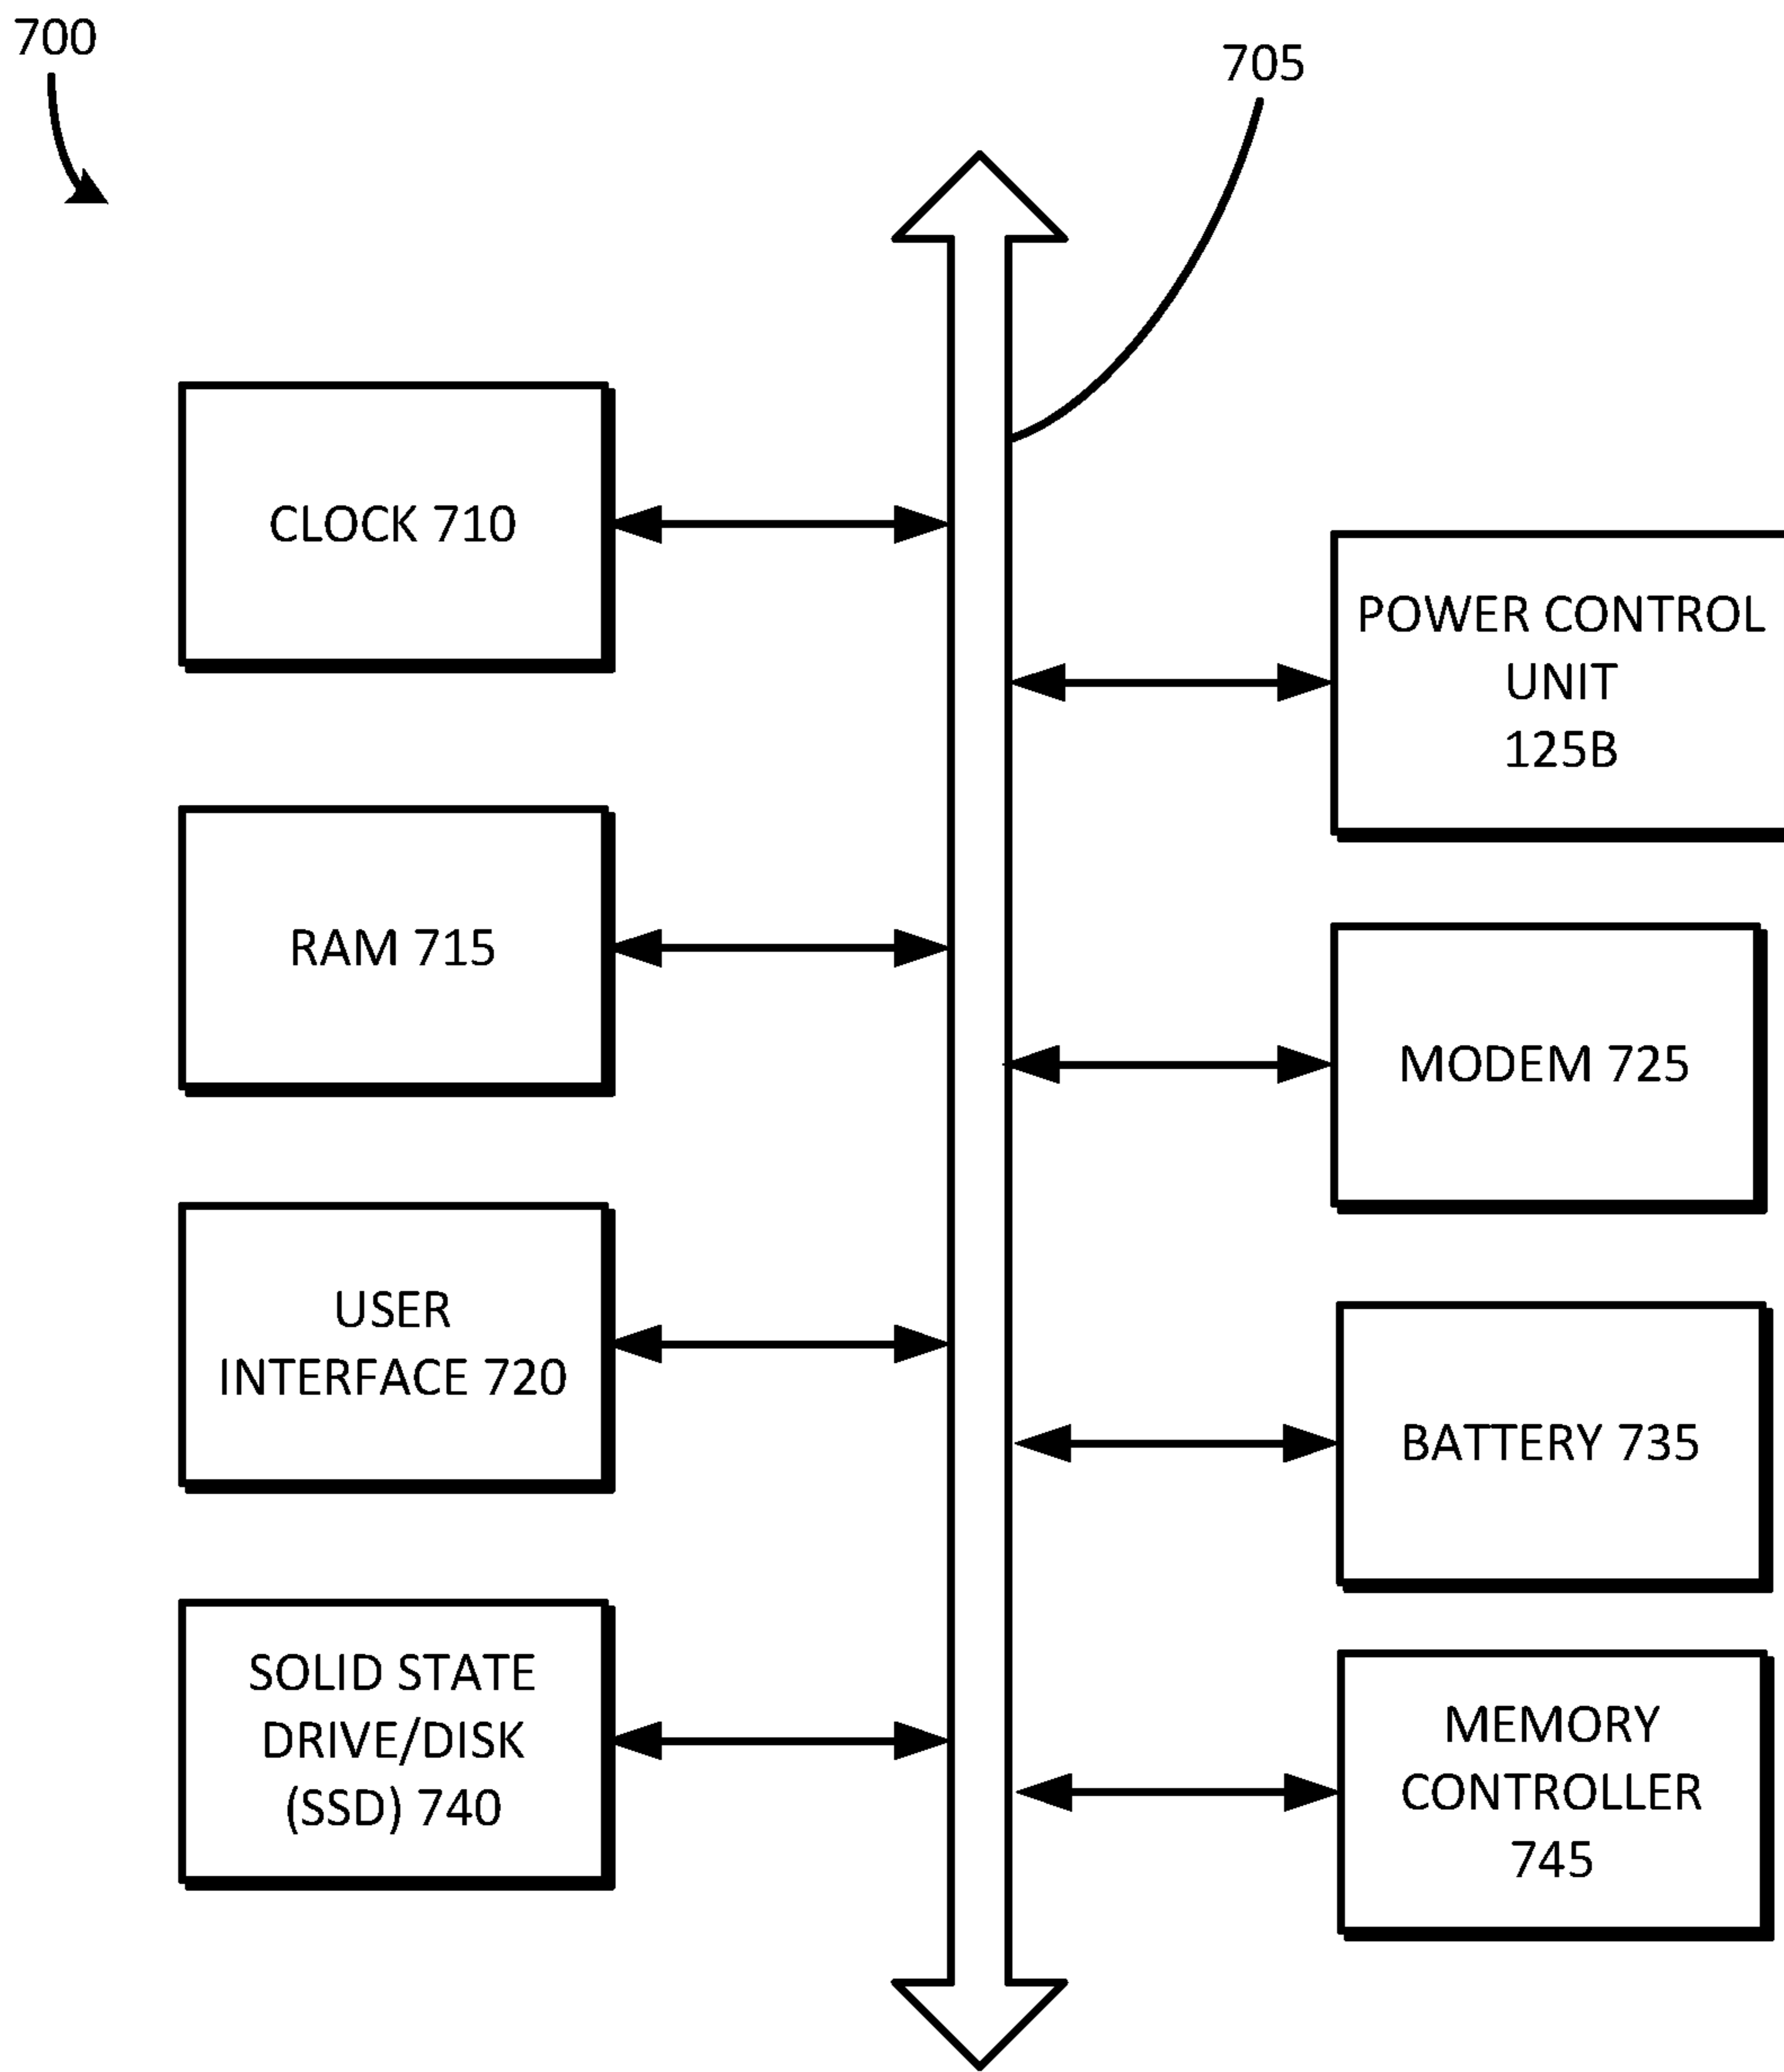 700
705
CLOCK 710
POWER CONTROL
UNIT
125B
RAM 715
MODEM 725
USER
INTERFACE 720
BATTERY 735
SOLID STATE
DRIVE/DISK
(SSD) 740
MEMORY
CONTROLLER
745